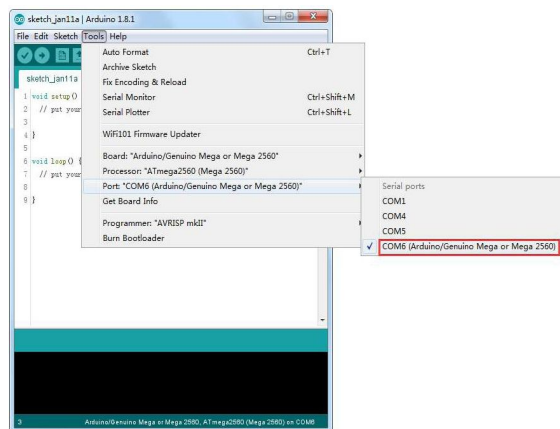 sketch_jan11a | Arduino 1.8.1
File Edit Sketch Tools Help
sketch_jan11a
1 void setup()
2 // put your
3
4 }
5
6 void loop() {
7 // put your
8
9 }
Auto Format Ctrl+T
Archive Sketch
Fix Encoding & Reload
Serial Monitor Ctrl+Shift+M
Serial Plotter Ctrl+Shift+L
WiFi101 Firmware Updater
Board: "Arduino/Genuino Mega or Mega 2560"
Processor: "ATmega2560 (Mega 2560)"
Port: "COM6 (Arduino/Genuino Mega or Mega 2560)"
Get Board Info
Programmer: "AVRISP mkII"
Burn Bootloader
Serial ports
COM1
COM4
COM5
COM6 (Arduino/Genuino Mega or Mega 2560)
3 Arduino/Genuino Mega or Mega 2560, ATmega2560 (Mega 2560) on COM6